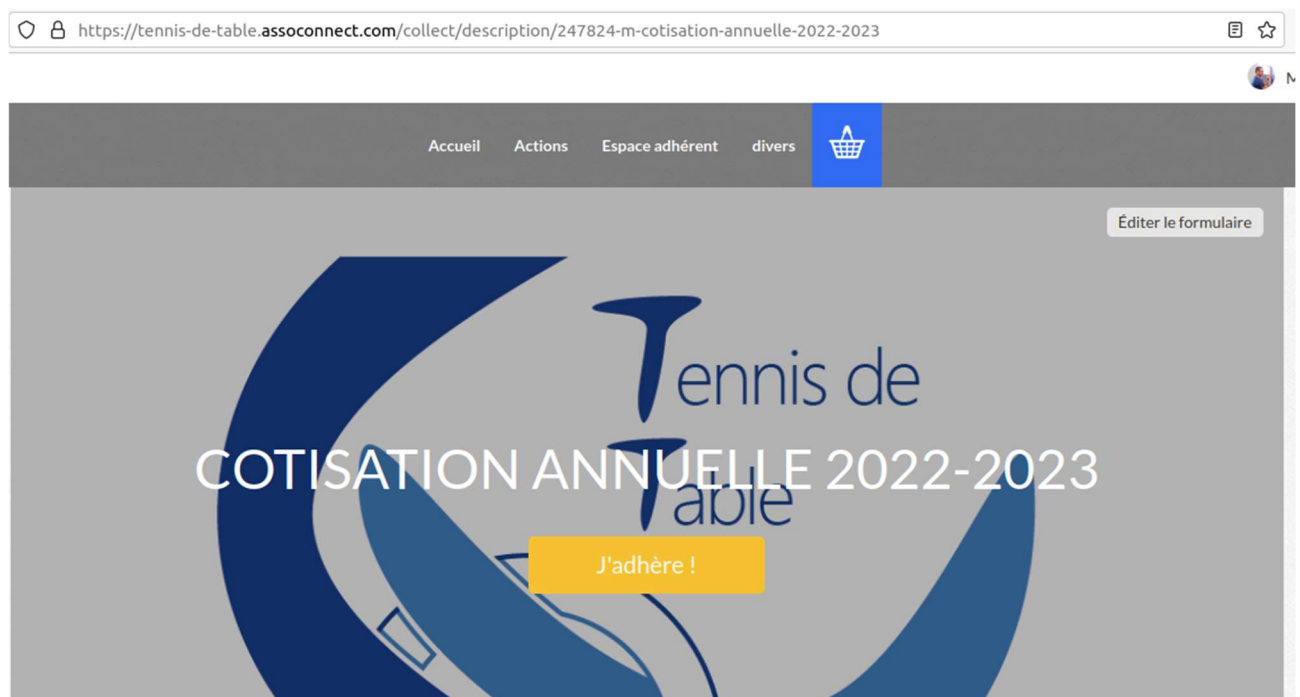 https://tennis-de-table.assoconnect.com/collect/description/247824-m-cotisation-annuelle-2022-2023
M
Accueil Actions Espace adhérent divers
Éditer le formulaire
Tennis de
Table
COTISATION ANNUELLE 2022-2023
J'adhère !